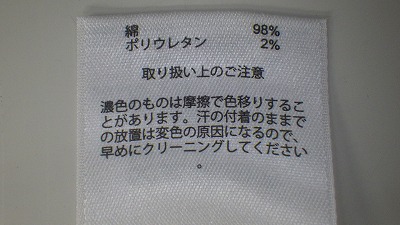 綿 98%
ポリウレタン 2%
取り扱い上のご注意
濃色のものは摩擦で色移りするこ
とがあります。汗の付着のままで
の放置は変色の原因になるので、
早めにクリーニングしてください
。